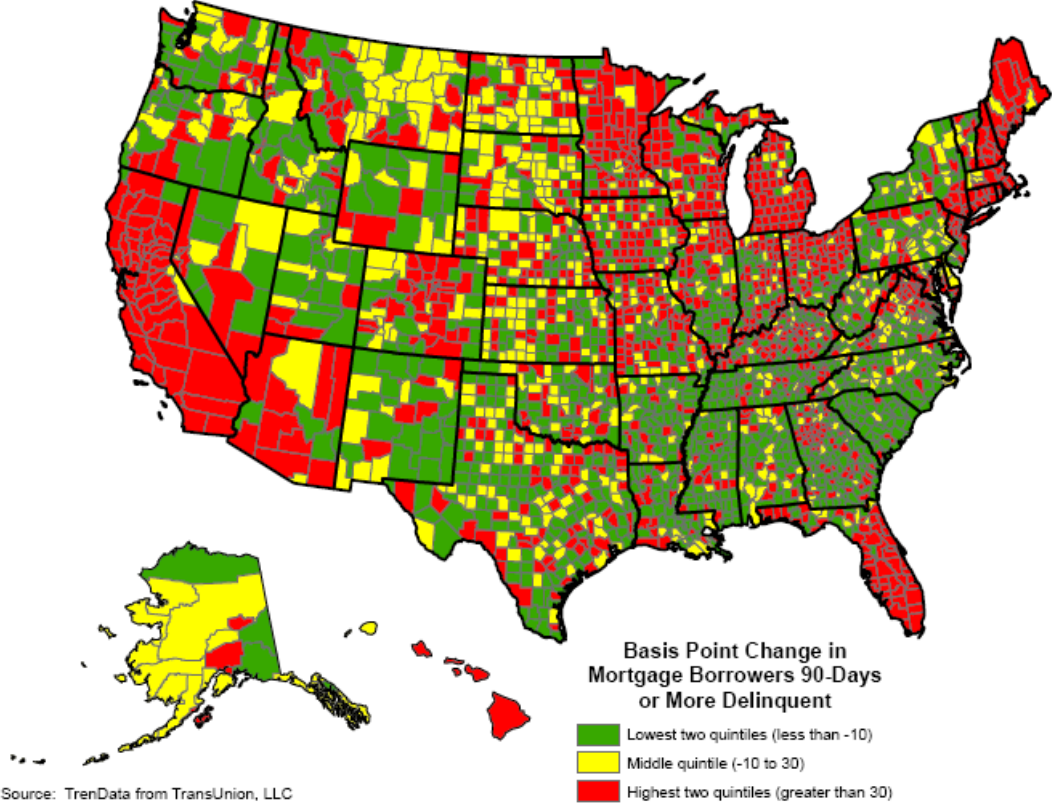 Basis Point Change in
Mortgage Borrowers 90-Days
or More Delinquent
Lowest two quintiles (less than -10)
Middle quintile (-10 to 30)
Highest two quintiles (greater than 30)
Source: TrenData from TransUnion, LLC